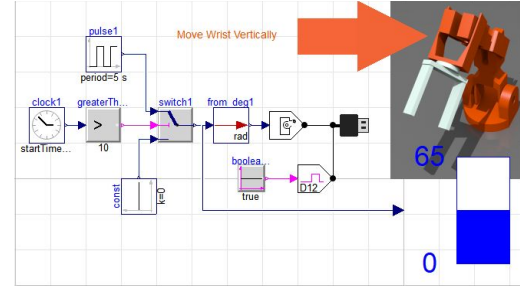 pulse1
Move Wrist Vertically
period=5 s
clock1
greaterTh...
switch1
from_deg1
>
rad
startTime...
10
65
boolea...
const
k=0
true
D12
0